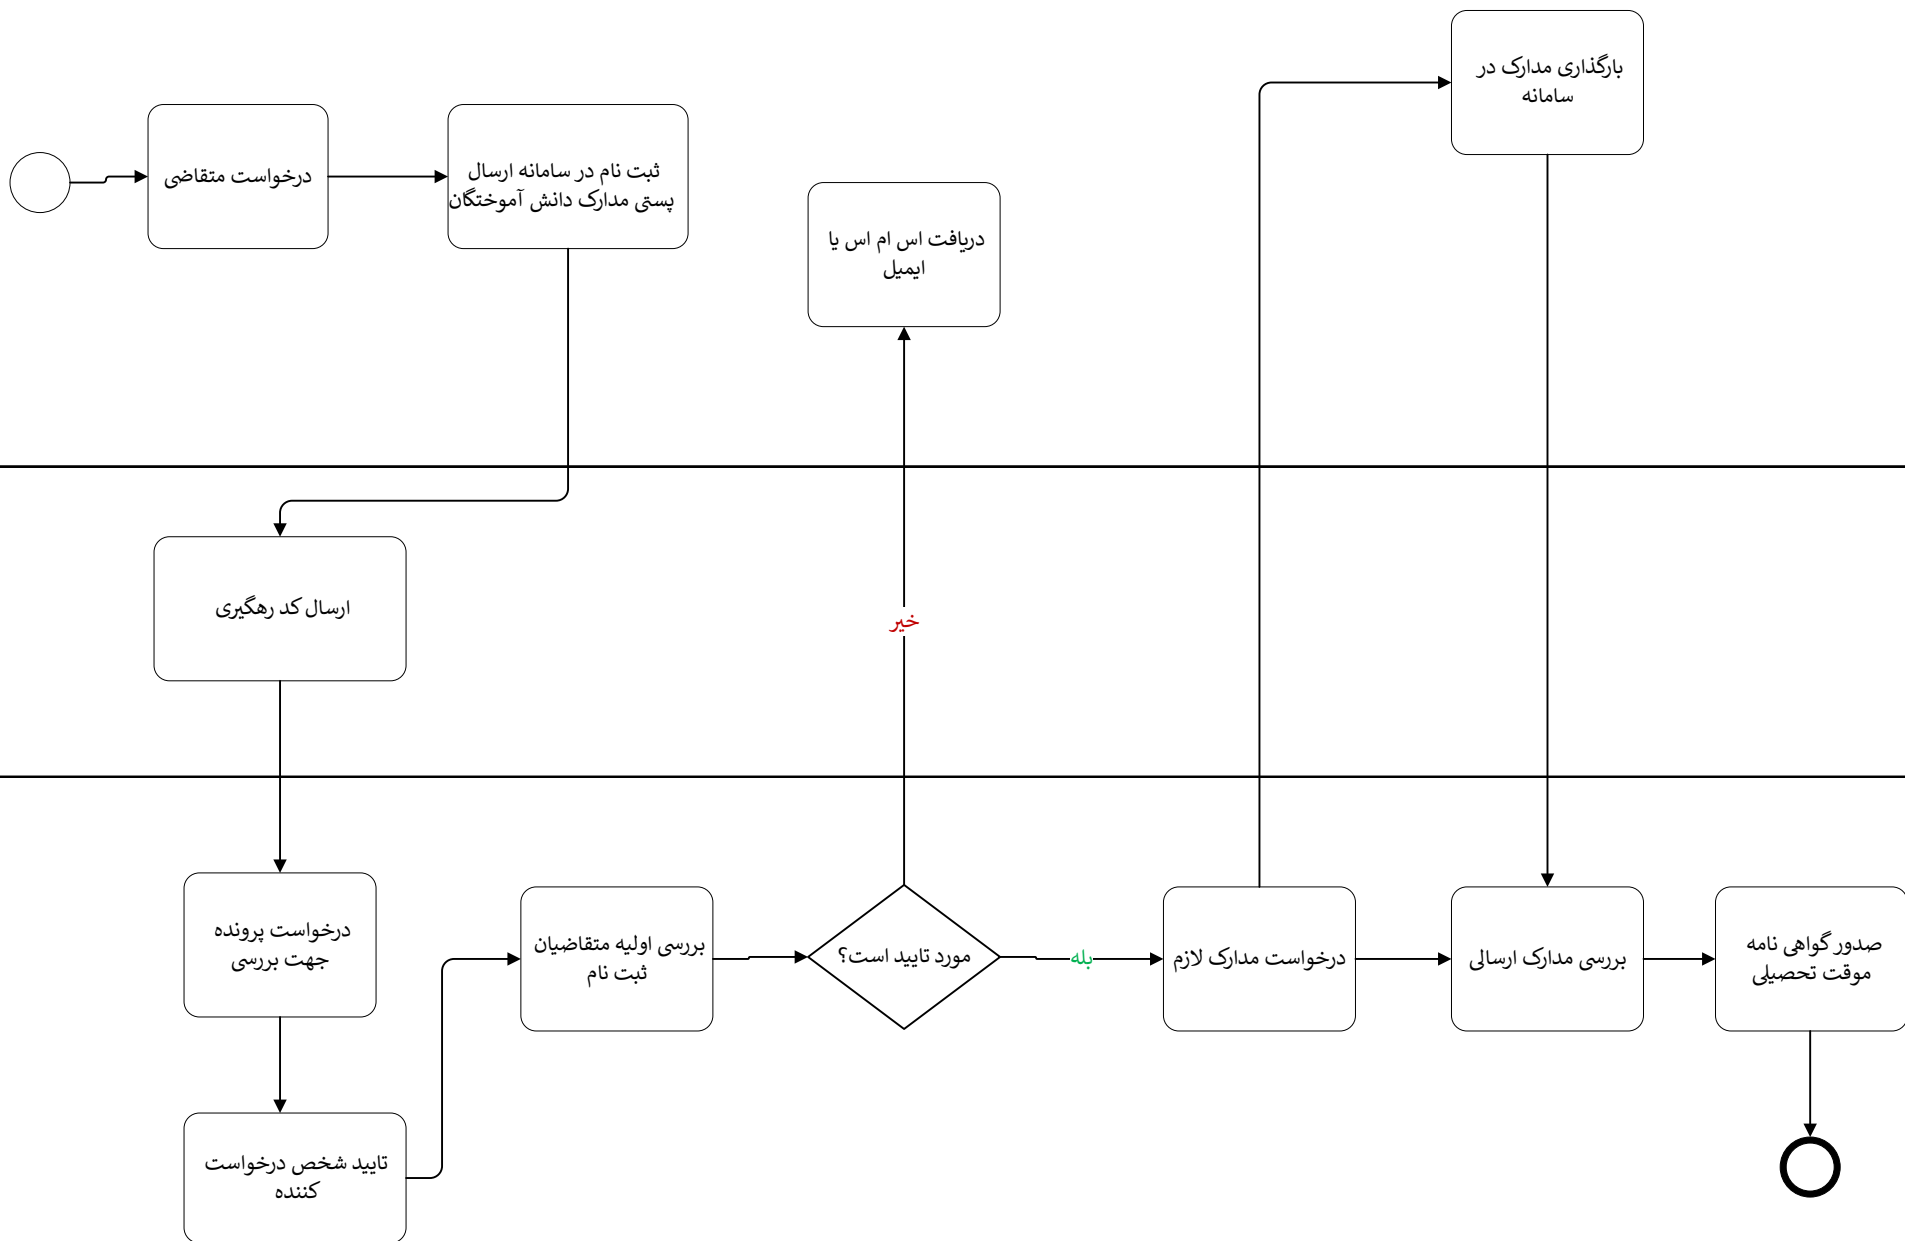 درخواست متقاضی
ثبت نام در سامانه ارسال
پستی مدارک دانش آموختگان
دریافت اس ام اس یا
ایمیل
بارگذاری مدارک در
سامانه
ارسال کد رهگیری
خیر
درخواست پرونده
جهت بررسی
تایید شخص درخواست
کننده
بررسی اولیه متقاضیان
ثبت نام
مورد تایید است؟
بله
درخواست مدارک لازم
بررسی مدارک ارسالی
صدور گواهی نامه
موقت تحصیلی